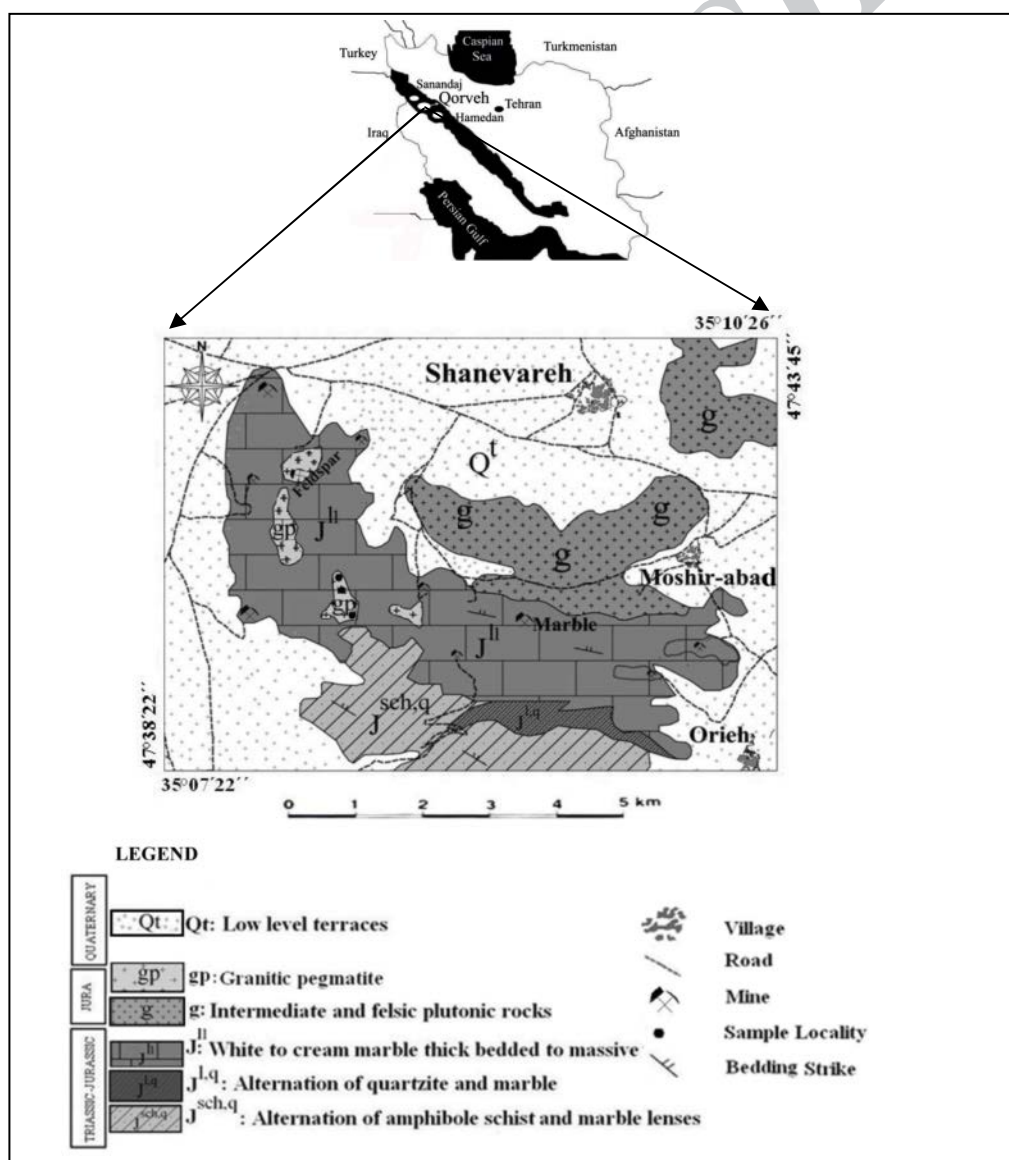 Caspian
Sea
Turkey
Turkmenistan
Sanandaj
Qorveh
Tehran
Hamedan
Iraq
Afghanistan
Persian Gulf
35°10´26´´
47°43´45´´
N
Shanevareh
g
Q^t
Feldspar
g
g
g
gp
J^ll
Moshir-abad
gp
Marble
J^ll
J^sch,q
J^l,q
Orieh
47°38´22´´
35°07´22´´
0 1 2 3 4 5 km
LEGEND
QUATERNARY
Qt Qt: Low level terraces
JURA
gp gp: Granitic pegmatite
g g: Intermediate and felsic plutonic rocks
TRIASSIC-JURASSIC
J^ll J^ll: White to cream marble thick bedded to massive
J^l,q J^l,q: Alternation of quartzite and marble
J^sch,q J^sch,q: Alternation of amphibole schist and marble lenses
Village
Road
Mine
Sample Locality
Bedding Strike